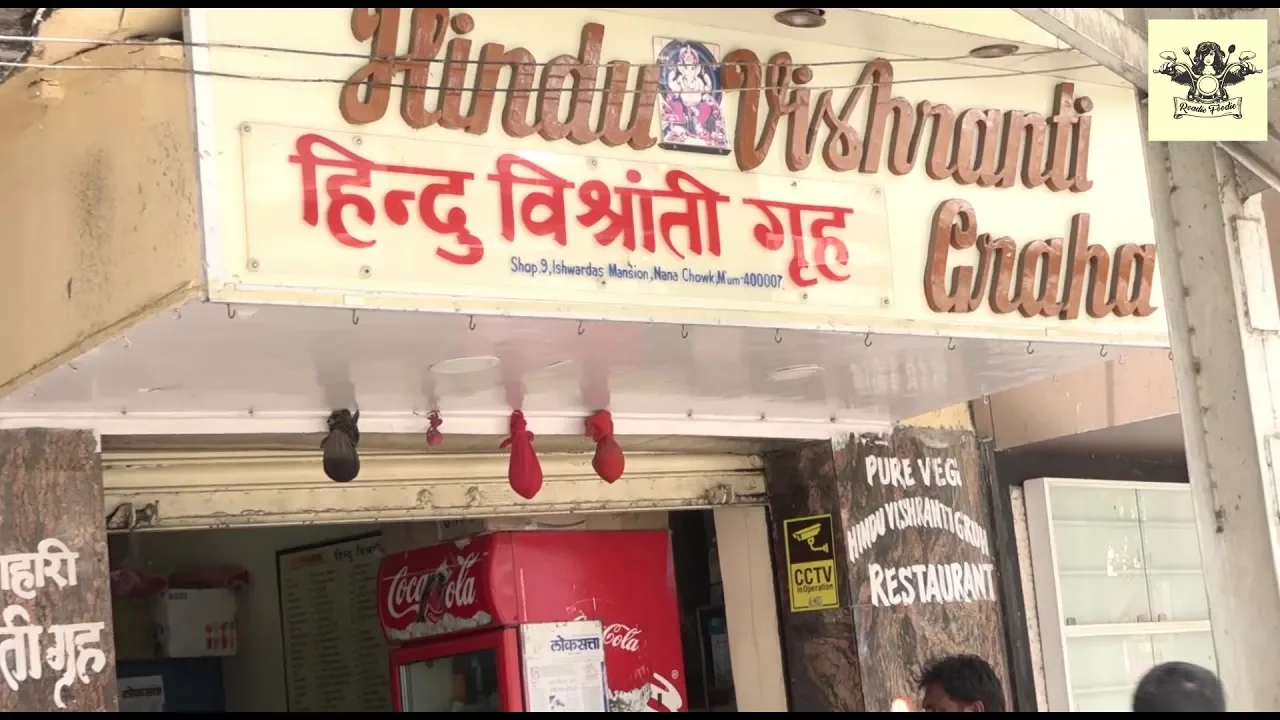 Hindu Vishranti
Graha
हिन्दु विश्रांती गृह
Shop.9,Ishwardas Mansion,Nana Chowk,Mum-400007.
Roadie Foodie
PURE VEG
HINDU VISHRANTI GRUH
RESTAURANT
CCTV
in Operation
Coca-Cola
Coca-Cola
लोकसत्ता
हिन्दु
हारी
ती गृह